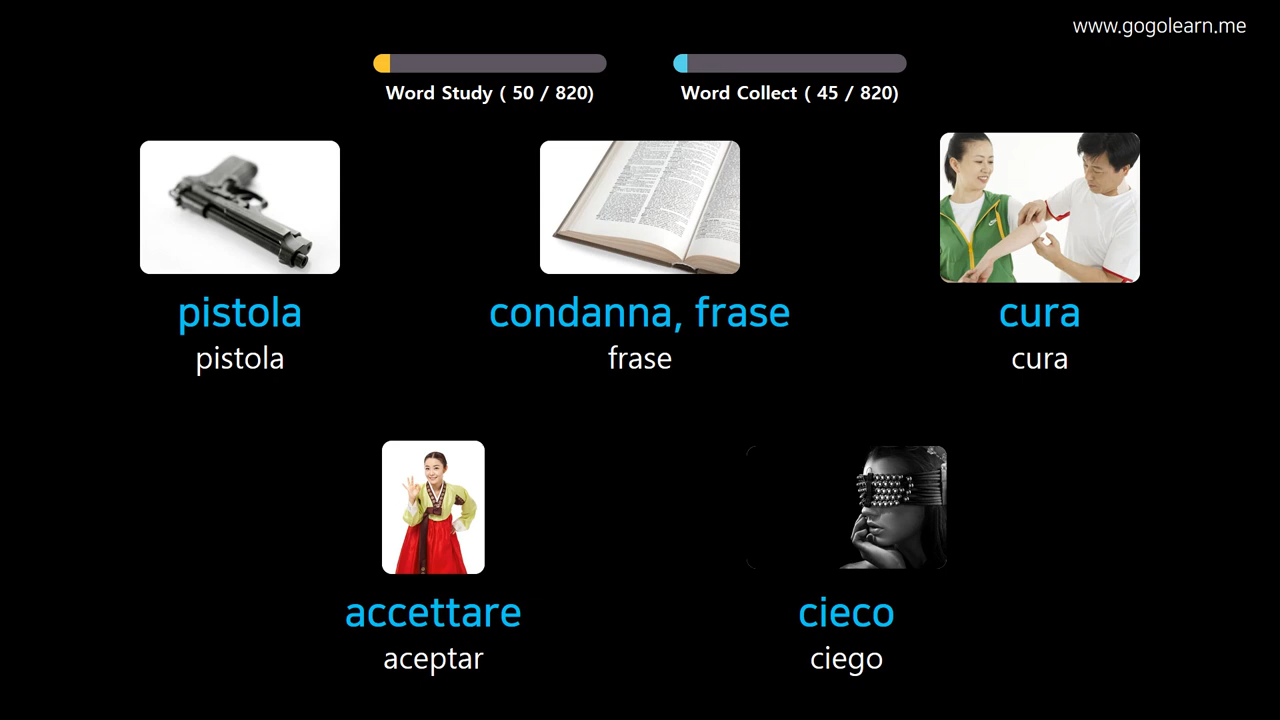 www.gogolearn.me
Word Study ( 50 / 820)
Word Collect ( 45 / 820)
pistola
pistola
condanna, frase
frase
cura
cura
accettare
aceptar
cieco
ciego